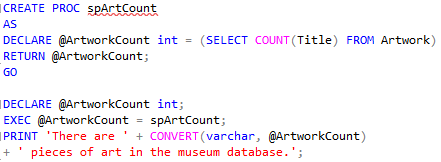 CREATE PROC spArtCount
AS
DECLARE @ArtworkCount int = (SELECT COUNT(Title) FROM Artwork)
RETURN @ArtworkCount;
GO
DECLARE @ArtworkCount int;
EXEC @ArtworkCount = spArtCount;
PRINT 'There are ' + CONVERT(varchar, @ArtworkCount)
+ ' pieces of art in the museum database.';